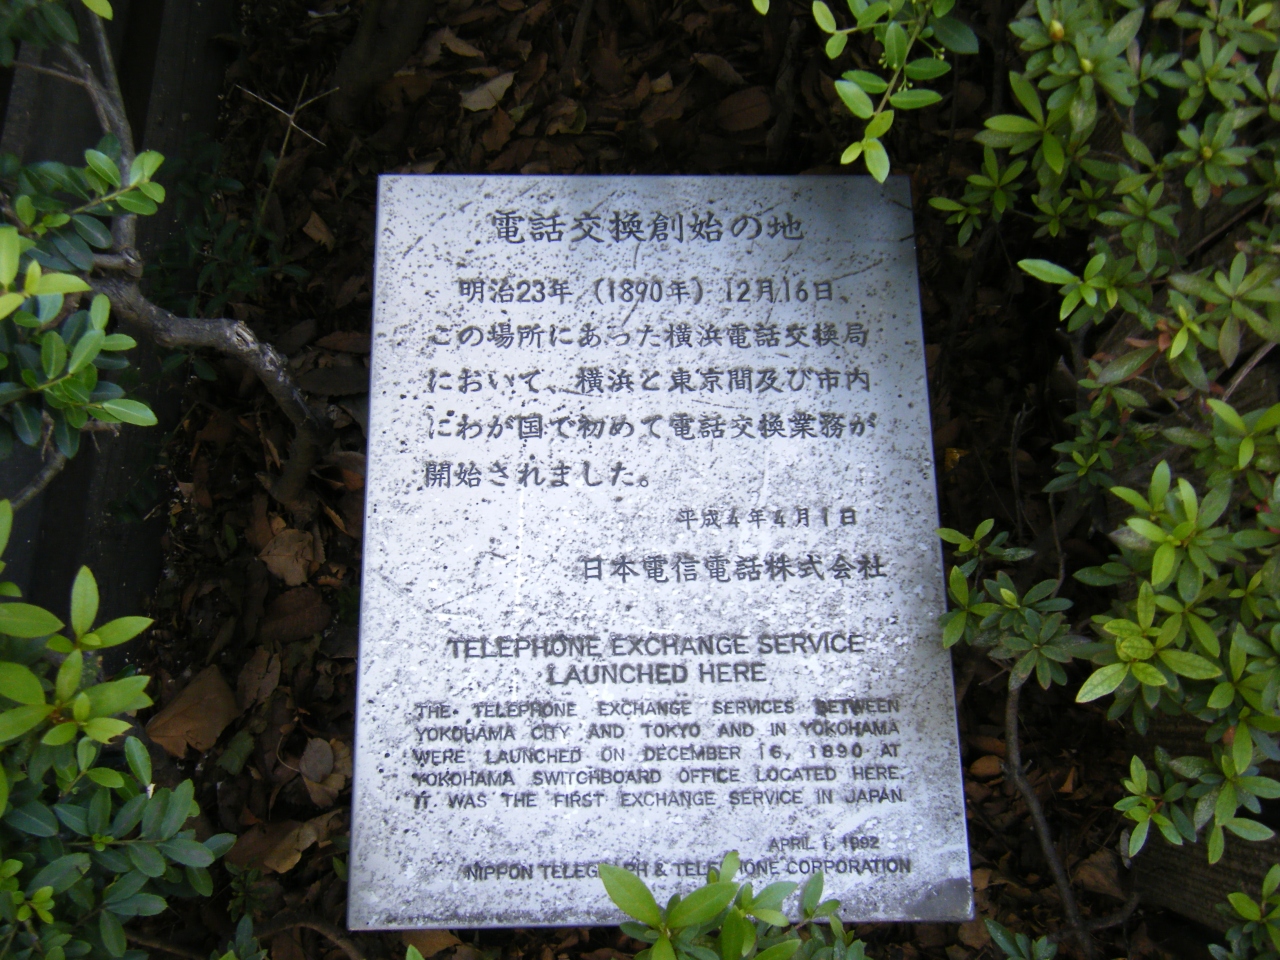 電話交換創始の地
明治23年（1890年）12月16日、
この場所にあった横浜電話交換局
において、横浜と東京間及び市内
にわが国で初めて電話交換業務が
開始されました。
平成4年4月1日
日本電信電話株式会社
TELEPHONE EXCHANGE SERVICE
LAUNCHED HERE
THE TELEPHONE EXCHANGE SERVICES BETWEEN
YOKOHAMA CITY AND TOKYO AND IN YOKOHAMA
WERE LAUNCHED ON DECEMBER 16, 1890 AT
YOKOHAMA SWITCHBOARD OFFICE LOCATED HERE.
IT WAS THE FIRST EXCHANGE SERVICE IN JAPAN.
APRIL 1, 1992
NIPPON TELEGRAPH & TELEPHONE CORPORATION